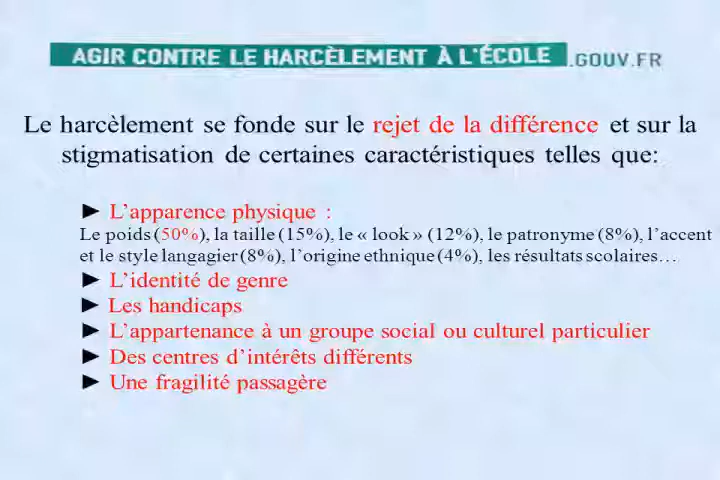 AGIR CONTRE LE HARCÈLEMENT À L'ÉCOLE .GOUV.FR
Le harcèlement se fonde sur le rejet de la différence et sur la
stigmatisation de certaines caractéristiques telles que:
► L'apparence physique :
Le poids (50%), la taille (15%), le « look » (12%), le patronyme (8%), l'accent
et le style langagier (8%), l'origine ethnique (4%), les résultats scolaires…
► L'identité de genre
► Les handicaps
► L'appartenance à un groupe social ou culturel particulier
► Des centres d'intérêts différents
► Une fragilité passagère